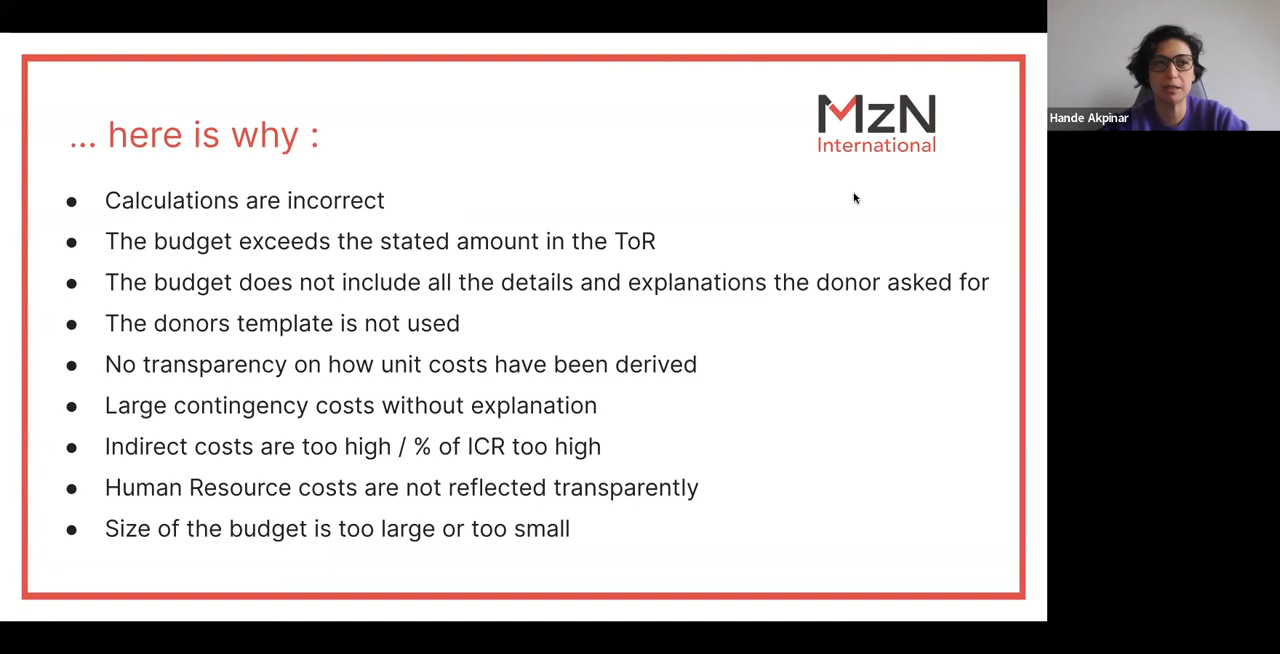 MzN
International
... here is why :
● Calculations are incorrect
● The budget exceeds the stated amount in the ToR
● The budget does not include all the details and explanations the donor asked for
● The donors template is not used
● No transparency on how unit costs have been derived
● Large contingency costs without explanation
● Indirect costs are too high / % of ICR too high
● Human Resource costs are not reflected transparently
● Size of the budget is too large or too small
Hande Akpinar